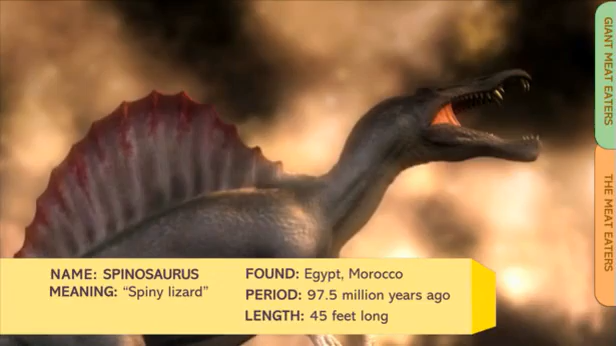 NAME: SPINOSAURUS
MEANING: “Spiny lizard”
FOUND: Egypt, Morocco
PERIOD: 97.5 million years ago
LENGTH: 45 feet long
GIANT MEAT EATERS
THE MEAT EATERS